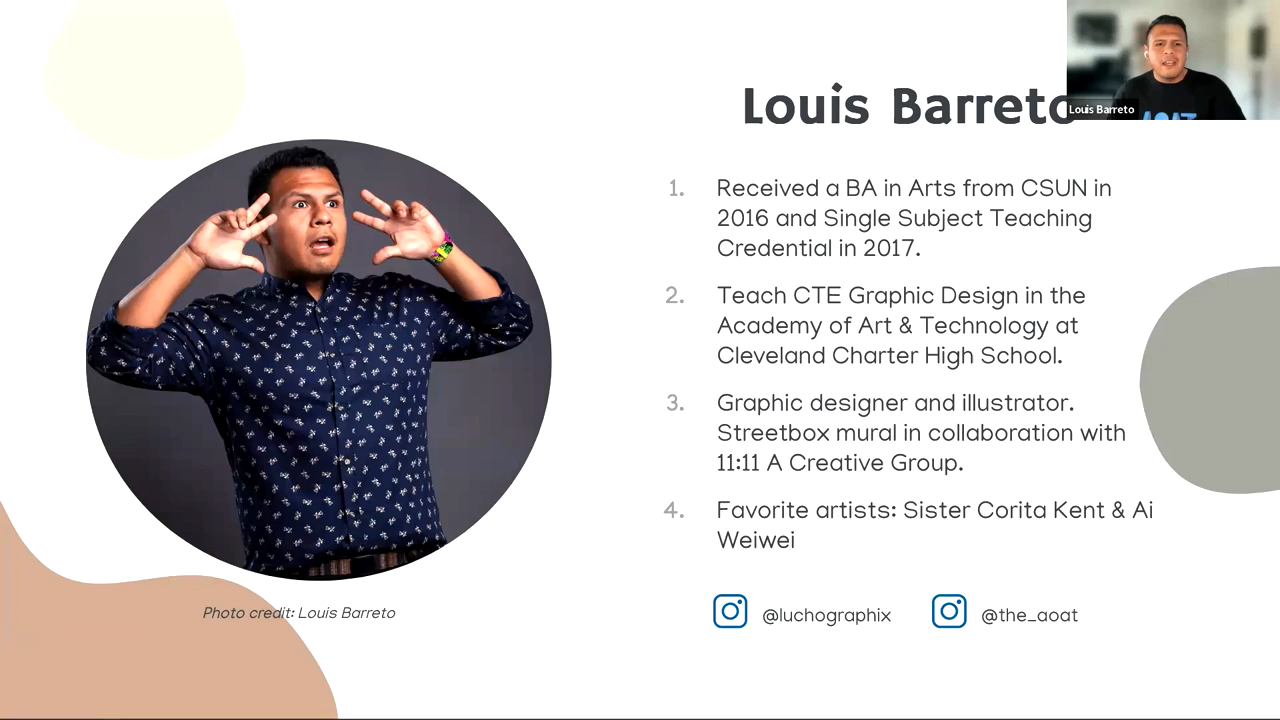 Louis Barreto
Louis Barreto
1. Received a BA in Arts from CSUN in
2016 and Single Subject Teaching
Credential in 2017.
2. Teach CTE Graphic Design in the
Academy of Art & Technology at
Cleveland Charter High School.
3. Graphic designer and illustrator.
Streetbox mural in collaboration with
11:11 A Creative Group.
4. Favorite artists: Sister Corita Kent & Ai
Weiwei
@luchographix @the_aoat
Photo credit: Louis Barreto